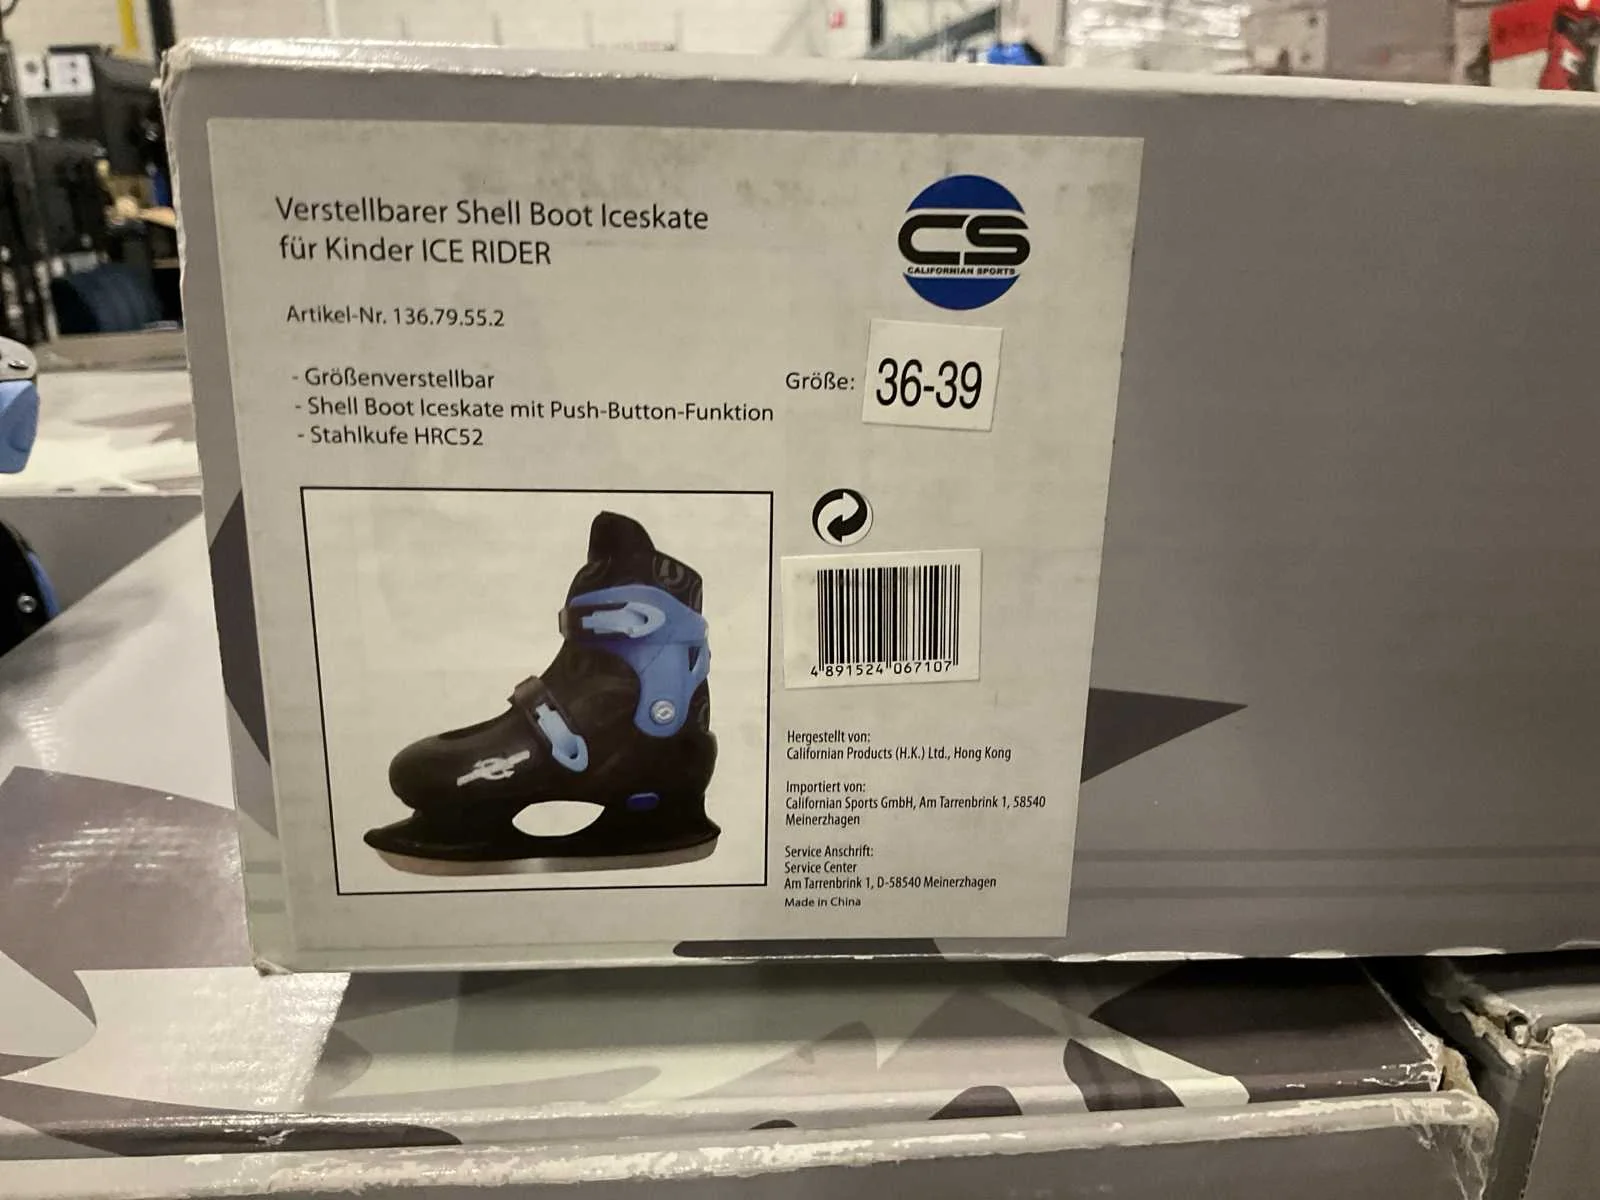 Verstellbarer Shell Boot Iceskate
für Kinder ICE RIDER
CS
CALIFORNIAN SPORTS
Artikel-Nr. 136.79.55.2
- Größenverstellbar
- Shell Boot Iceskate mit Push-Button-Funktion
- Stahlkufe HRC52
Größe: 36-39
4 891524 067107
Hergestellt von:
Californian Products (H.K.) Ltd., Hong Kong
Importiert von:
Californian Sports GmbH, Am Tarrenbrink 1, 58540
Meinerzhagen
Service Anschrift:
Service Center
Am Tarrenbrink 1, D-58540 Meinerzhagen
Made in China